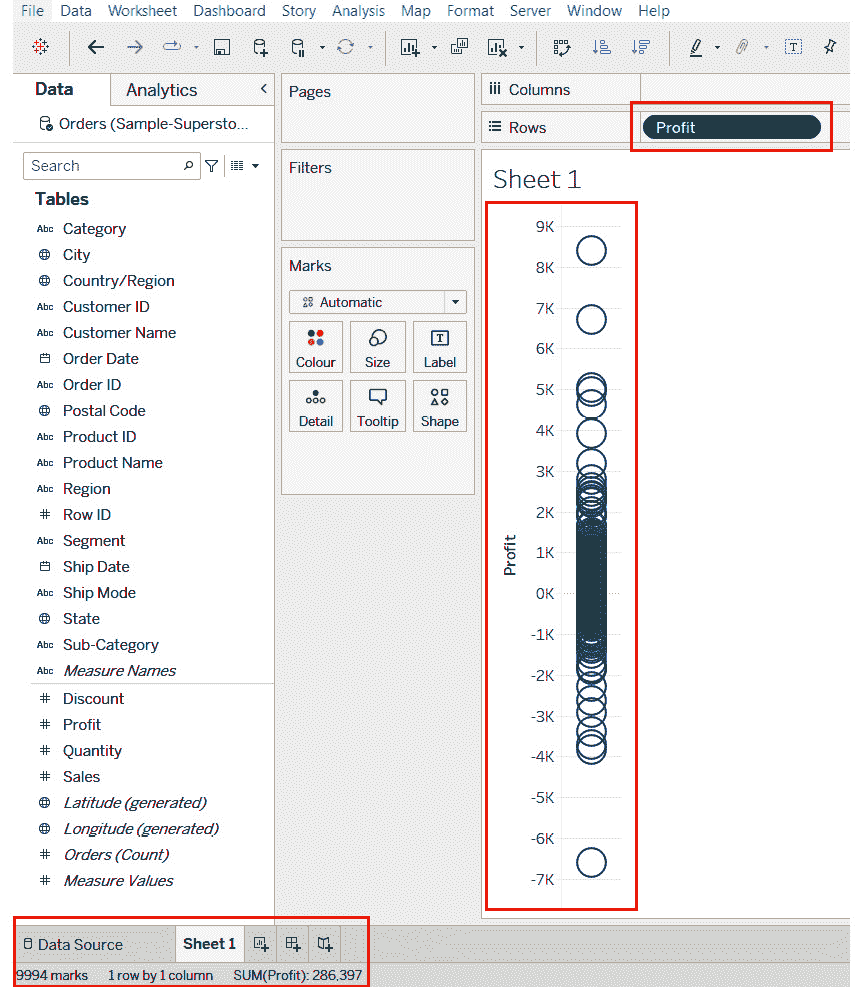 File Data Worksheet Dashboard Story Analysis Map Format Server Window Help
Data Analytics
Orders (Sample-Supersto...
Search
Tables
Abc Category
City
Country/Region
Abc Customer ID
Abc Customer Name
Order Date
Abc Order ID
Postal Code
Abc Product ID
Abc Product Name
Abc Region
# Row ID
Abc Segment
Ship Date
Abc Ship Mode
State
Abc Sub-Category
Abc Measure Names
# Discount
# Profit
# Quantity
# Sales
Latitude (generated)
Longitude (generated)
# Orders (Count)
# Measure Values
Pages
Filters
Marks
Automatic
Colour Size Label
Detail Tooltip Shape
Columns
Rows Profit
Sheet 1
9K
8K
7K
6K
5K
4K
3K
2K
1K
0K
-1K
-2K
-3K
-4K
-5K
-6K
-7K
Profit
Data Source Sheet 1
9994 marks 1 row by 1 column SUM(Profit): 286,397